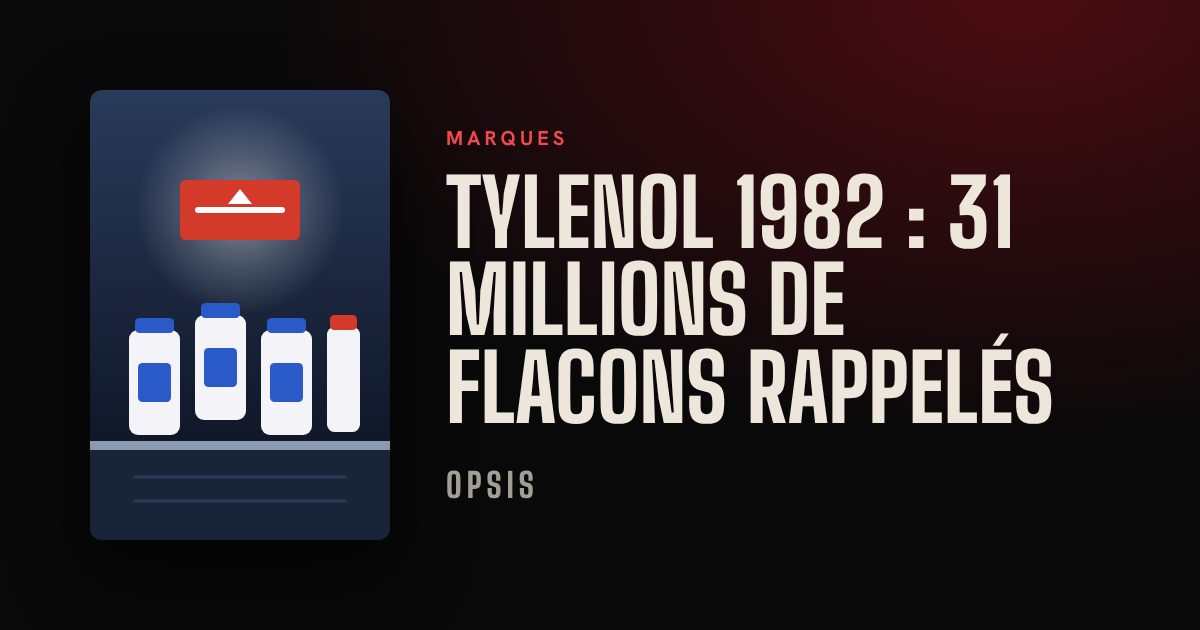 MARQUES
TYLENOL 1982 : 31
MILLIONS DE
FLACONS RAPPELÉS
OPSIS